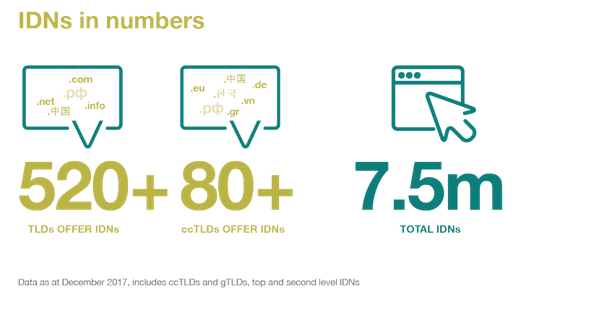 IDNs in numbers
.com
.рф
.net
.info
.中国
.中国
.eu
.de
.한국
.vn
.рф
.gr
520+
80+
7.5m
TLDs OFFER IDNs
ccTLDs OFFER IDNs
TOTAL IDNs
Data as at December 2017, includes ccTLDs and gTLDs, top and second level IDNs